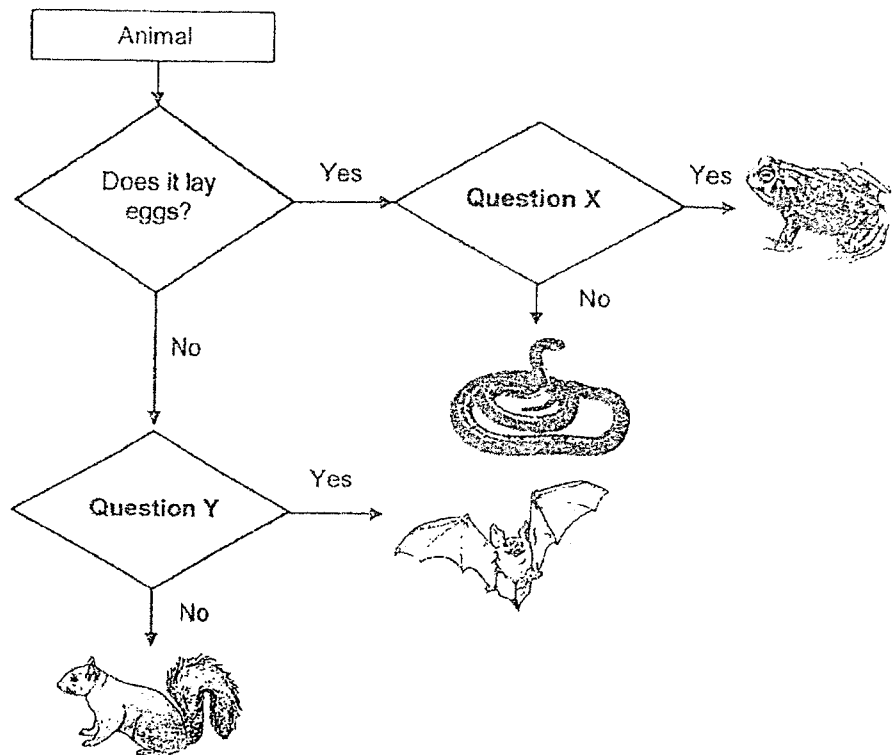 Animal
Does it lay
eggs?
Yes
Question X
Yes
No
No
Question Y
Yes
No